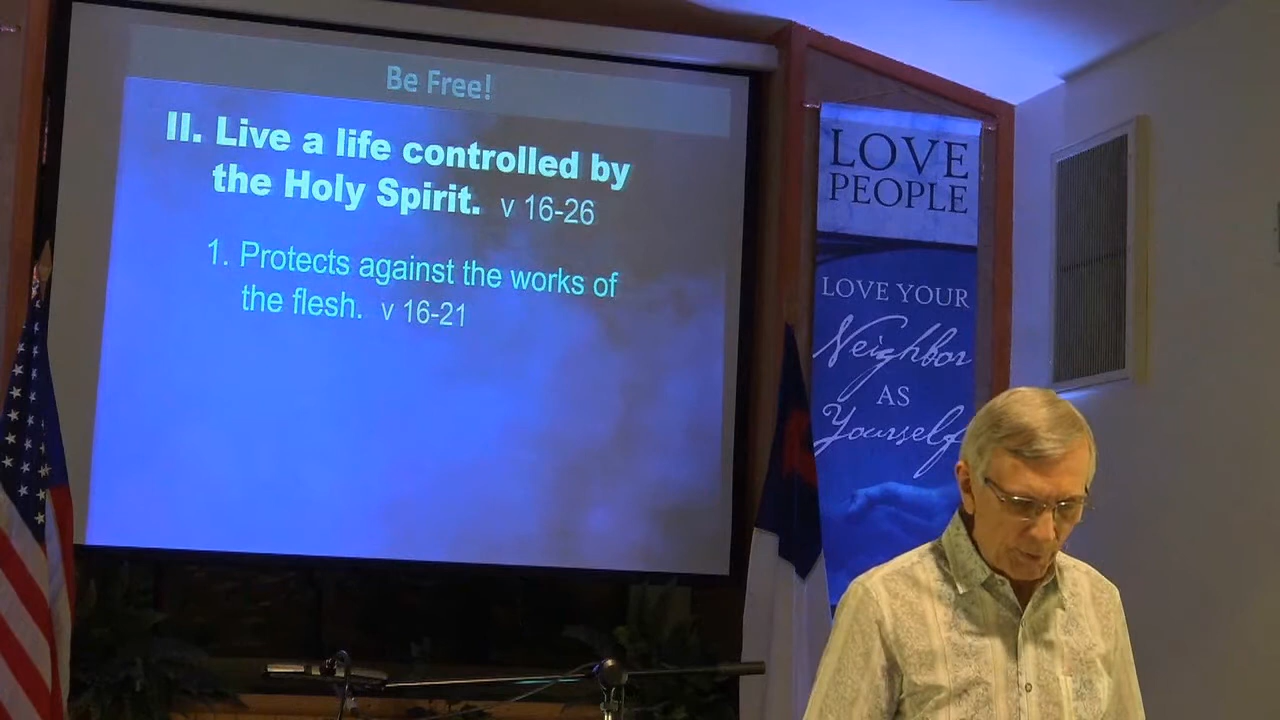 Be Free!
II. Live a life controlled by
the Holy Spirit. v 16-26
1. Protects against the works of
the flesh. v 16-21
LOVE
PEOPLE
LOVE YOUR
Neighbor
AS
Yourself